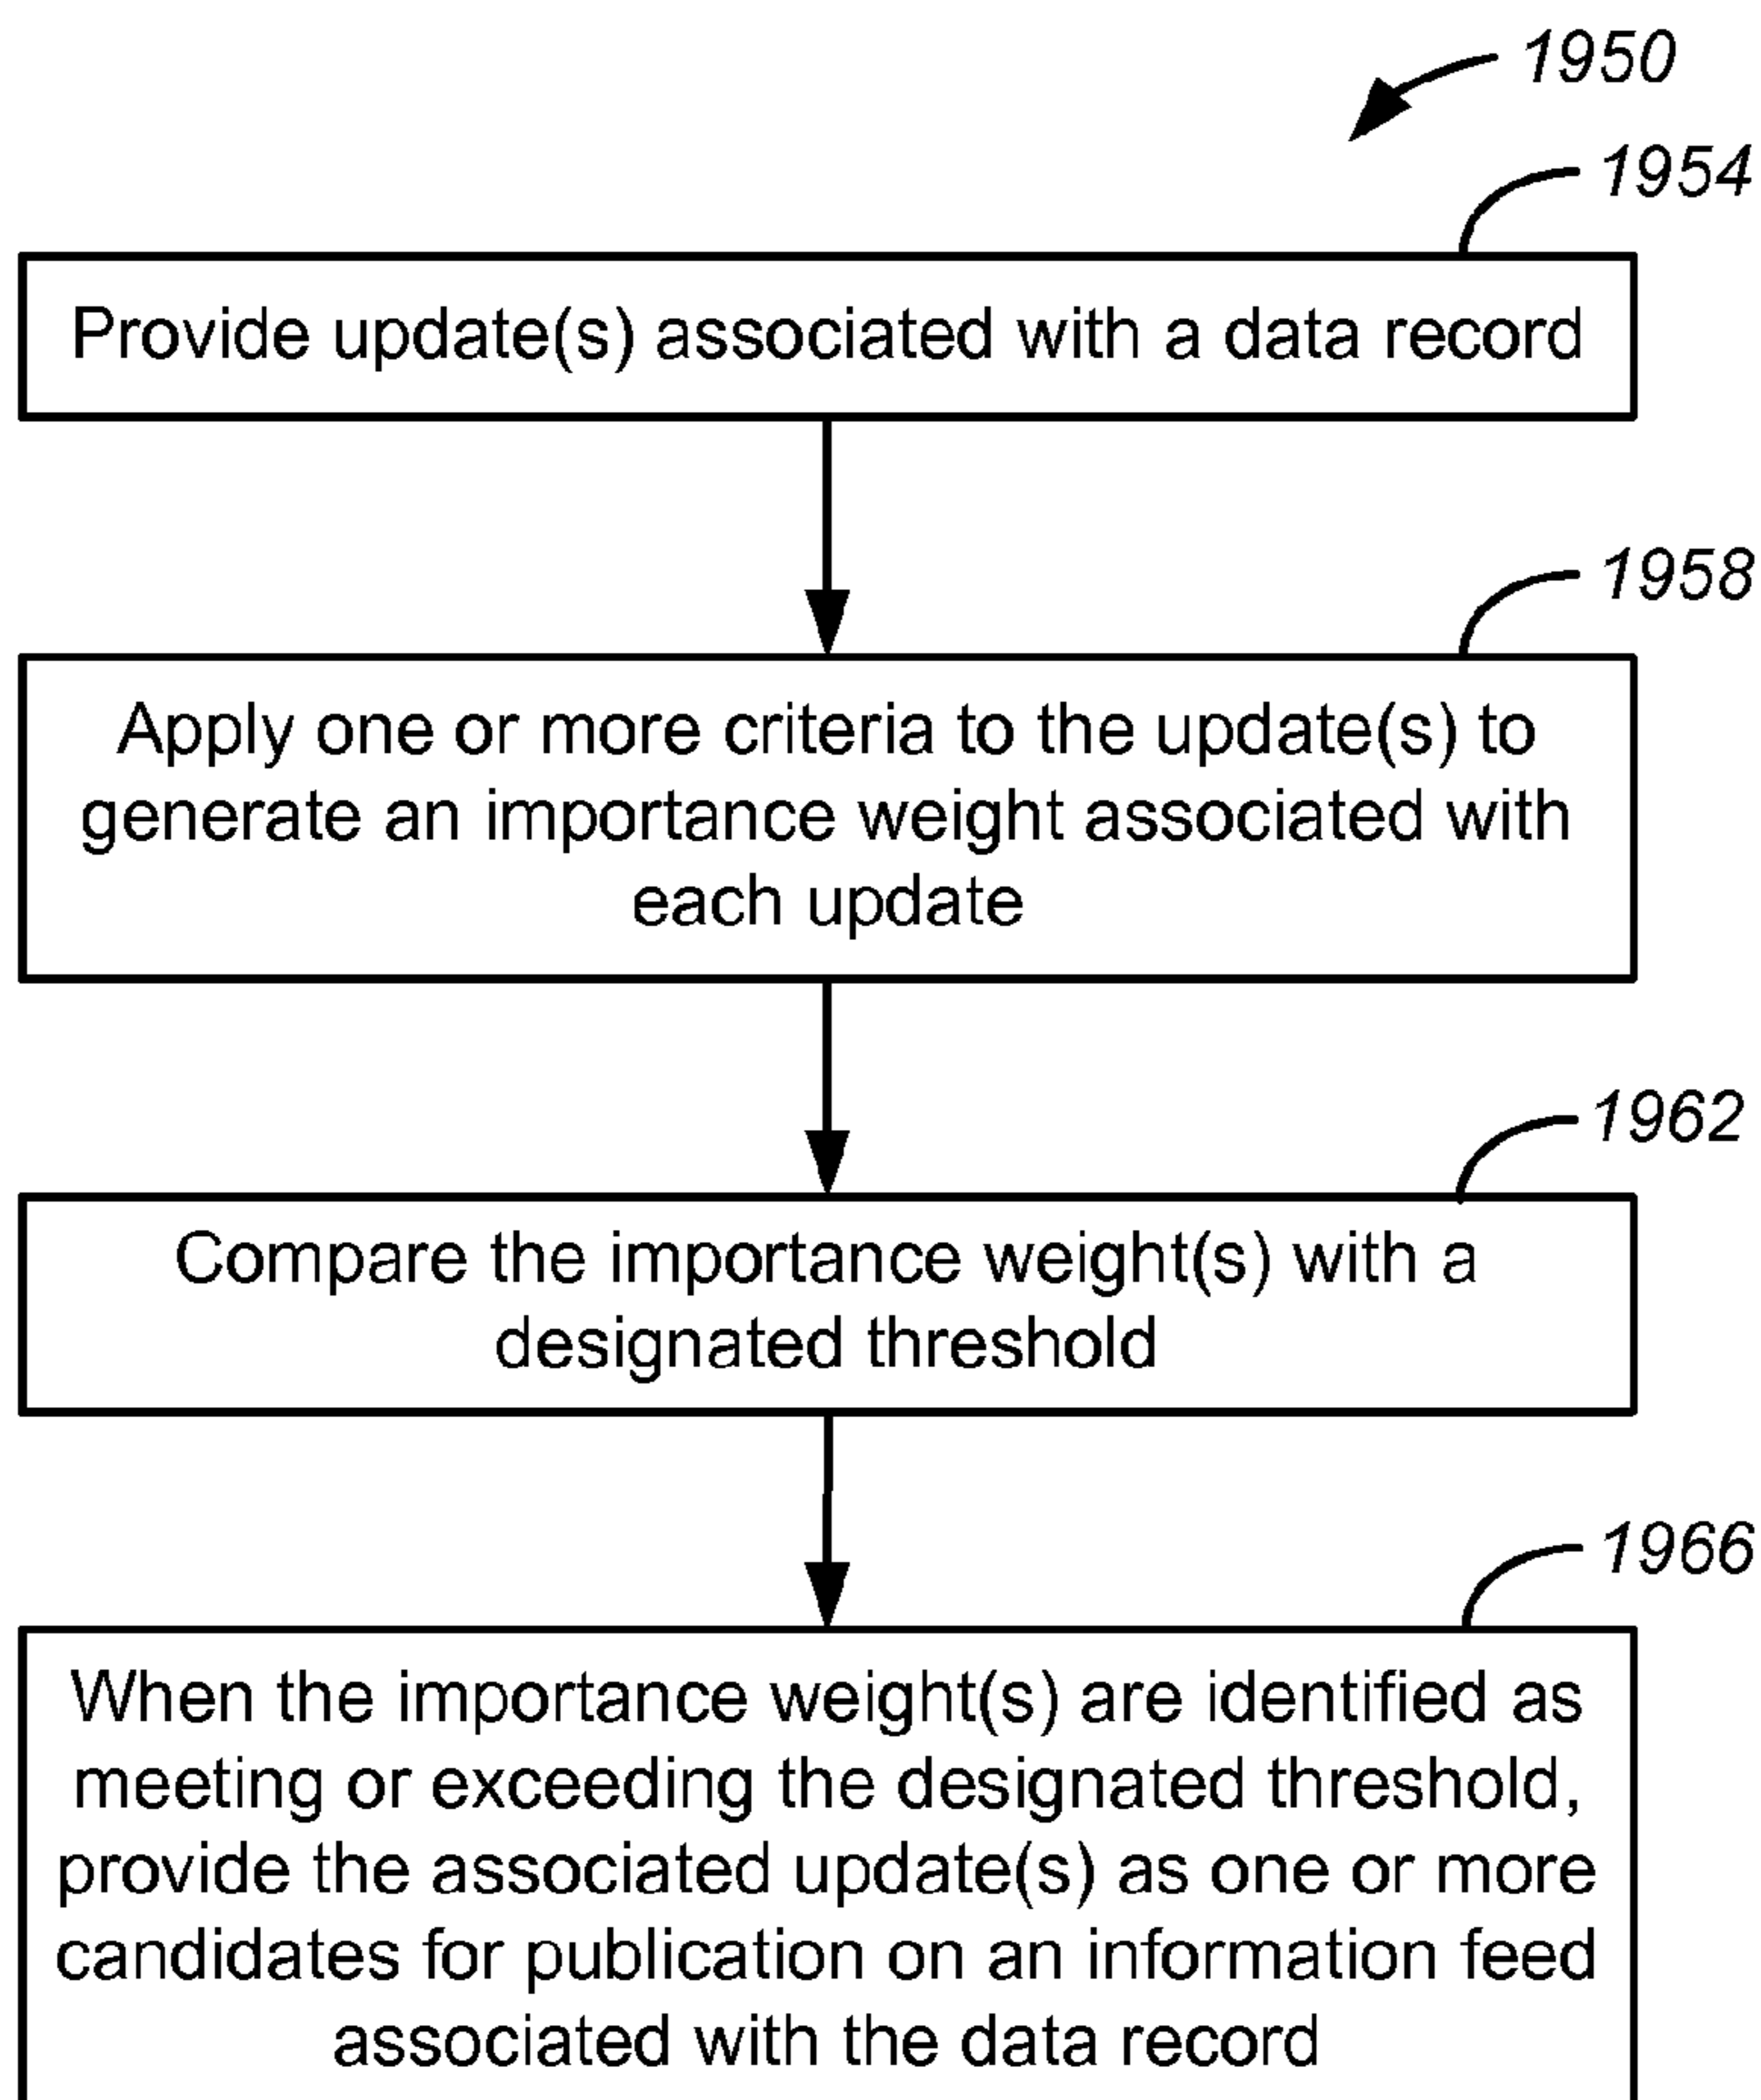 1950
1954
Provide update(s) associated with a data record
1958
Apply one or more criteria to the update(s) to
generate an importance weight associated with
each update
1962
Compare the importance weight(s) with a
designated threshold
1966
When the importance weight(s) are identified as
meeting or exceeding the designated threshold,
provide the associated update(s) as one or more
candidates for publication on an information feed
associated with the data record